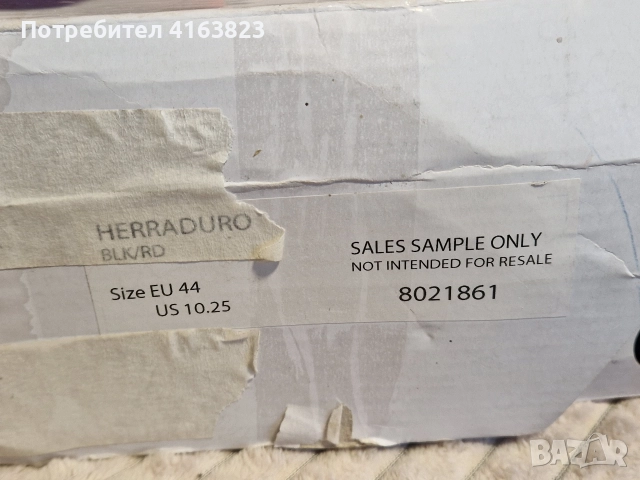 Потребител 4163823
HERRADURO
BLK/RD
Size EU 44
US 10.25
SALES SAMPLE ONLY
NOT INTENDED FOR RESALE
8021861
BAZAR